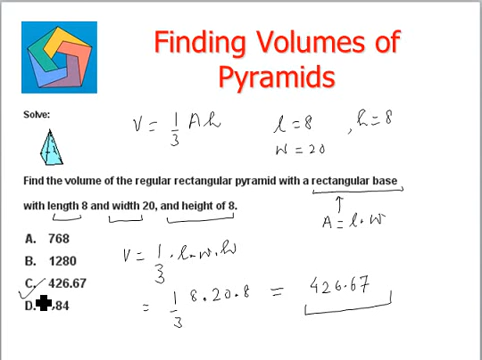 Finding Volumes of
Pyramids
Solve:
V = 1/3 A h
l = 8 , h = 8
w = 20
Find the volume of the regular rectangular pyramid with a rectangular base
with length 8 and width 20, and height of 8.
A = l . w
A. 768
B. 1280
C. 426.67
D. .84
V = 1/3 . l . w . h
= 1/3 8 . 20 . 8 = 426.67